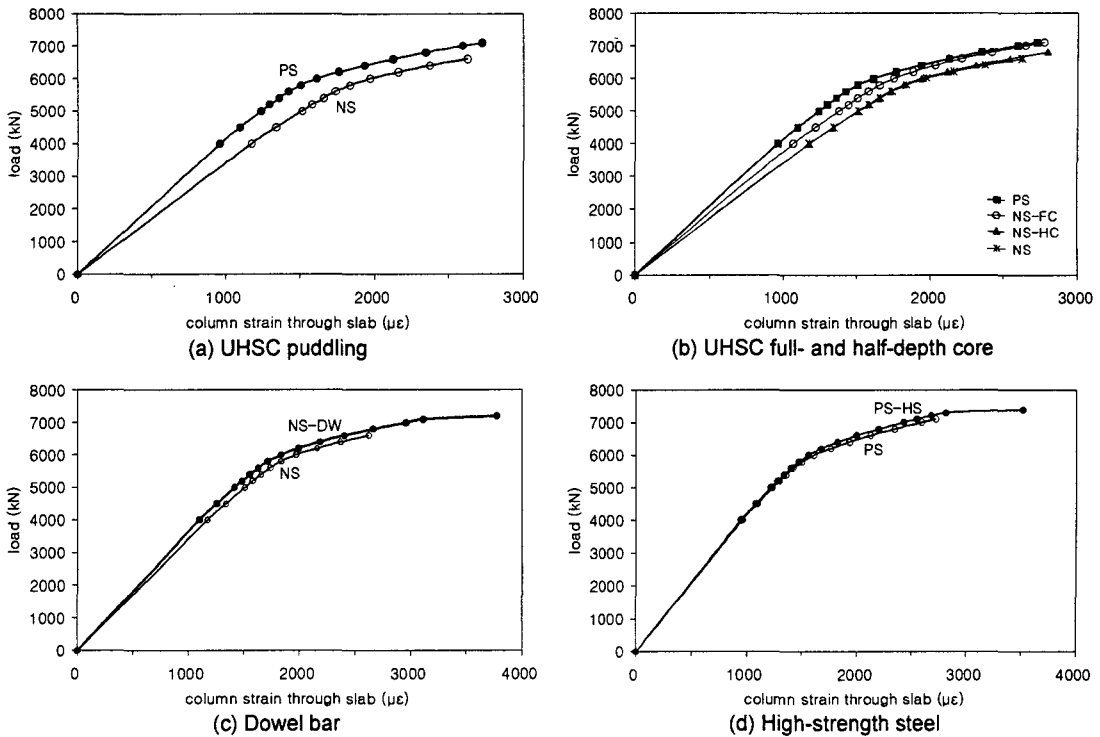 8000
7000
6000
5000
4000
3000
2000
1000
0
load (kN)
PS
NS
0 1000 2000 3000
column strain through slab (με)
(a) UHSC puddling
8000
7000
6000
5000
4000
3000
2000
1000
0
load (kN)
PS
NS-FC
NS-HC
NS
0 1000 2000 3000
column strain through slab (με)
(b) UHSC full- and half-depth core
8000
7000
6000
5000
4000
3000
2000
1000
0
load (kN)
NS-DW
NS
0 1000 2000 3000 4000
column strain through slab (με)
(c) Dowel bar
8000
7000
6000
5000
4000
3000
2000
1000
0
load (kN)
PS-HS
PS
0 1000 2000 3000 4000
column strain through slab (με)
(d) High-strength steel